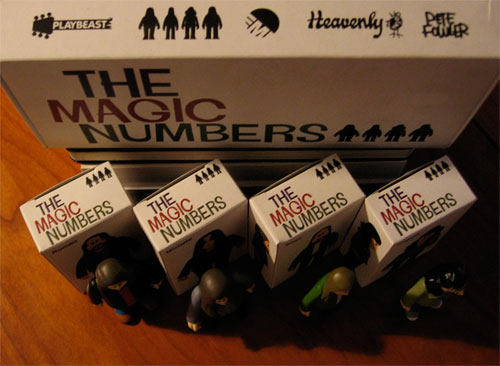 PLAYBEAST
Heavenly
PETE
FOWLER
THE
MAGIC
NUMBERS
THE
MAGIC
NUMBERS
THE
MAGIC
NUMBERS
THE
MAGIC
NUMBERS
THE
MAGIC
NUMBERS